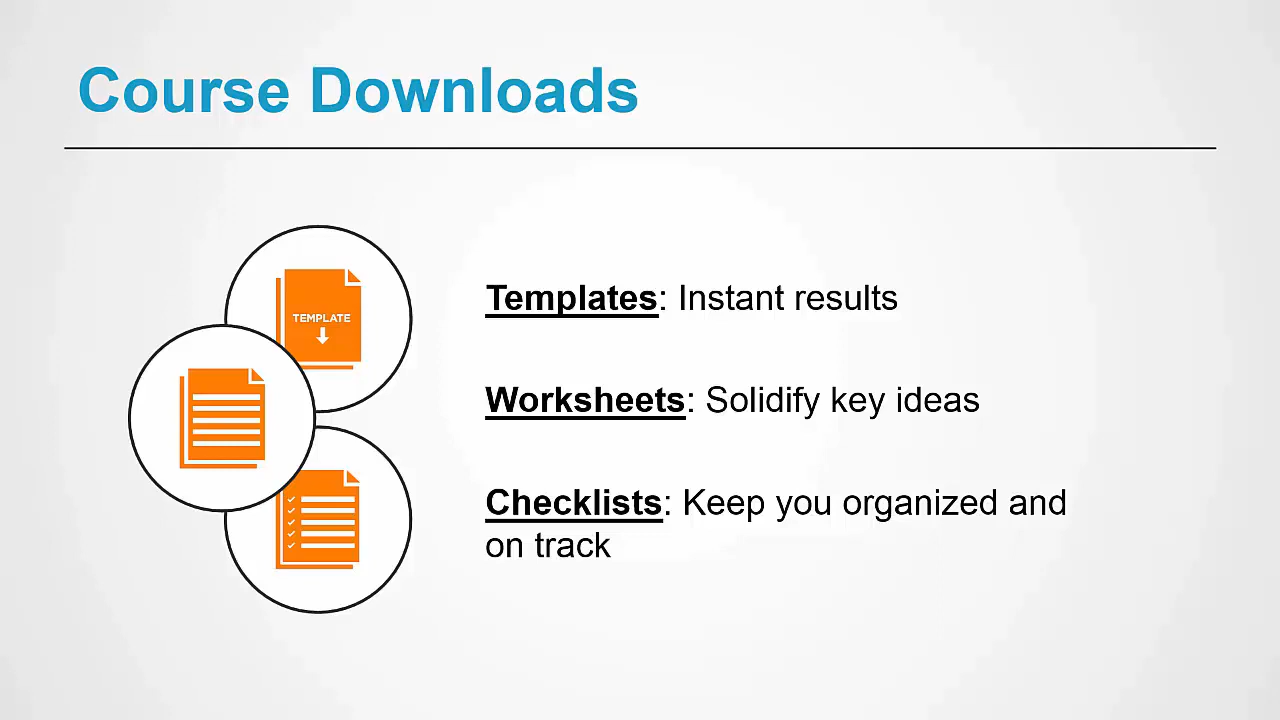 Course Downloads
TEMPLATE
Templates: Instant results
Worksheets: Solidify key ideas
Checklists: Keep you organized and
on track